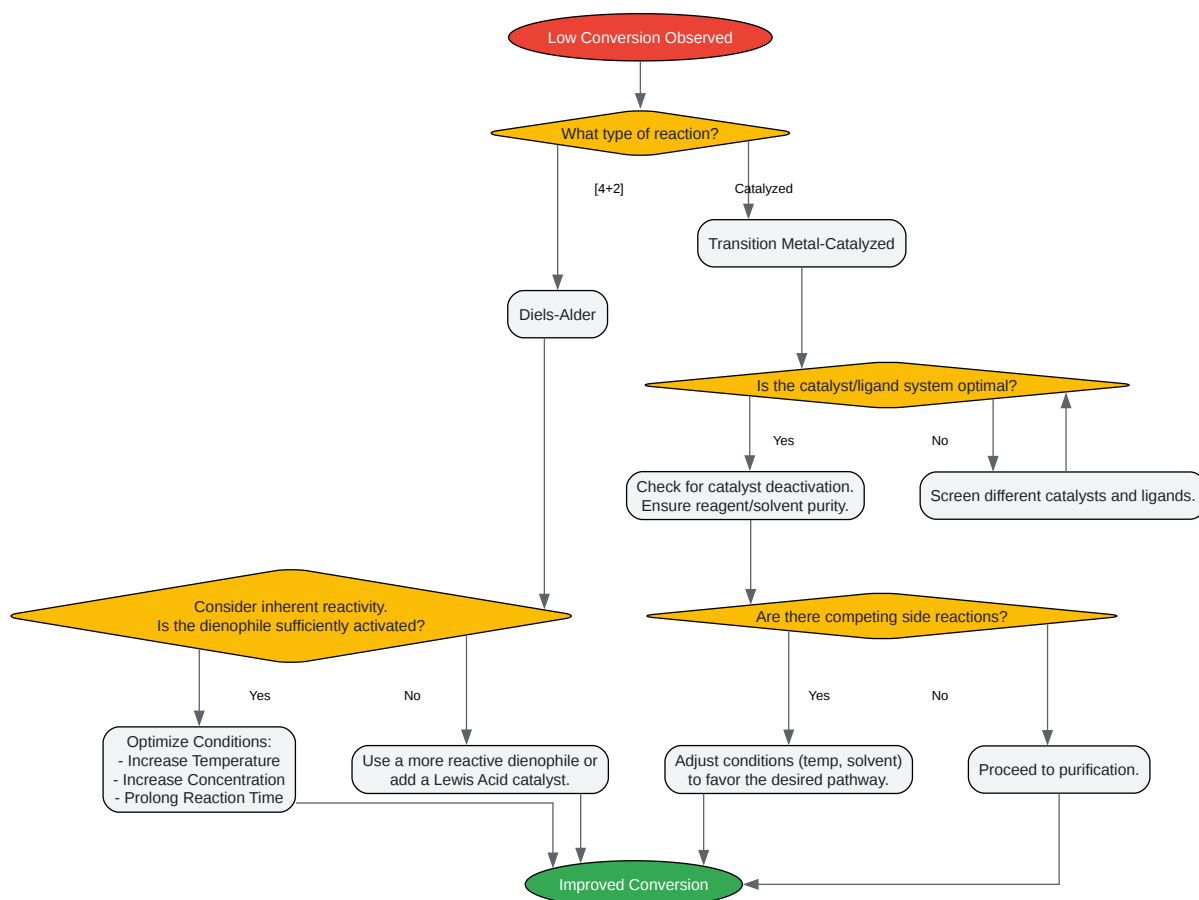 Low Conversion Observed
What type of reaction?
[4+2]
Catalyzed
Transition Metal-Catalyzed
Diels-Alder
Is the catalyst/ligand system optimal?
Yes
No
Check for catalyst deactivation.
Ensure reagent/solvent purity.
Screen different catalysts and ligands.
Consider inherent reactivity.
Is the dienophile sufficiently activated?
Are there competing side reactions?
Yes
No
Yes
No
Optimize Conditions:
- Increase Temperature
- Increase Concentration
- Prolong Reaction Time
Use a more reactive dienophile or
add a Lewis Acid catalyst.
Adjust conditions (temp, solvent)
to favor the desired pathway.
Proceed to purification.
Improved Conversion